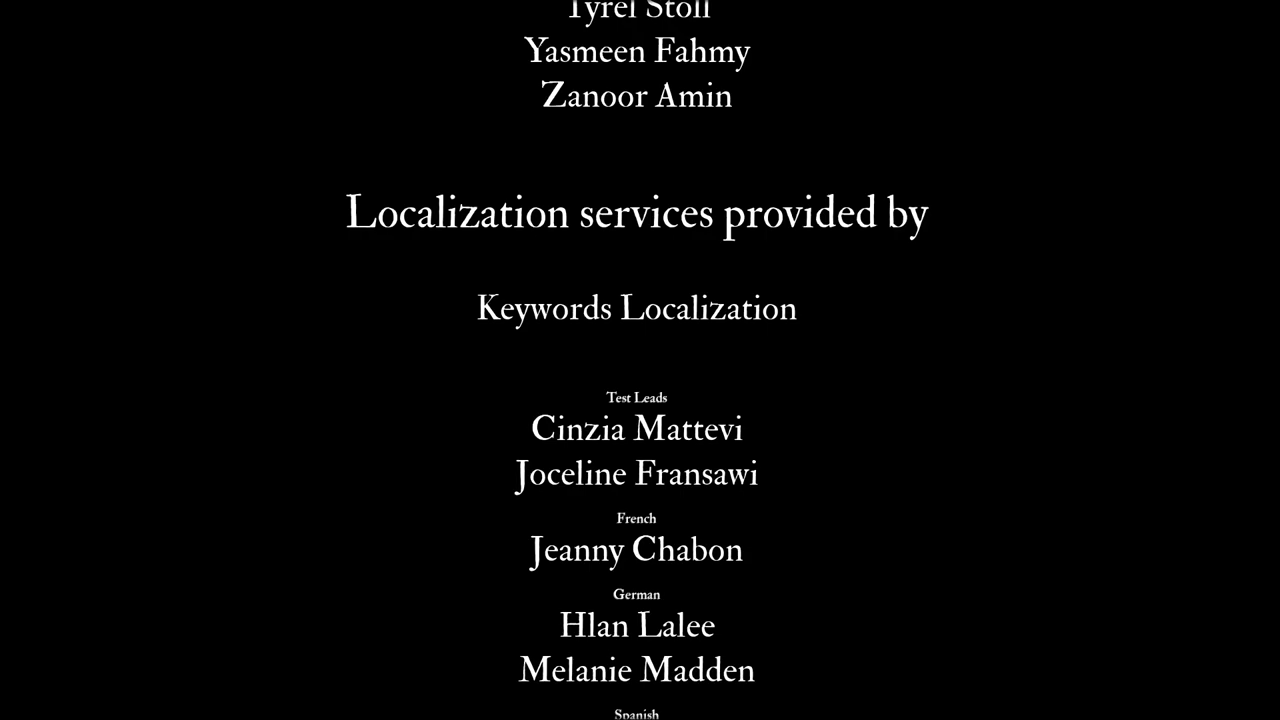 Tyrel Stoll
Yasmeen Fahmy
Zanoor Amin
Localization services provided by
Keywords Localization
Test Leads
Cinzia Mattevi
Joceline Fransawi
French
Jeanny Chabon
German
Hlan Lalee
Melanie Madden
Spanish